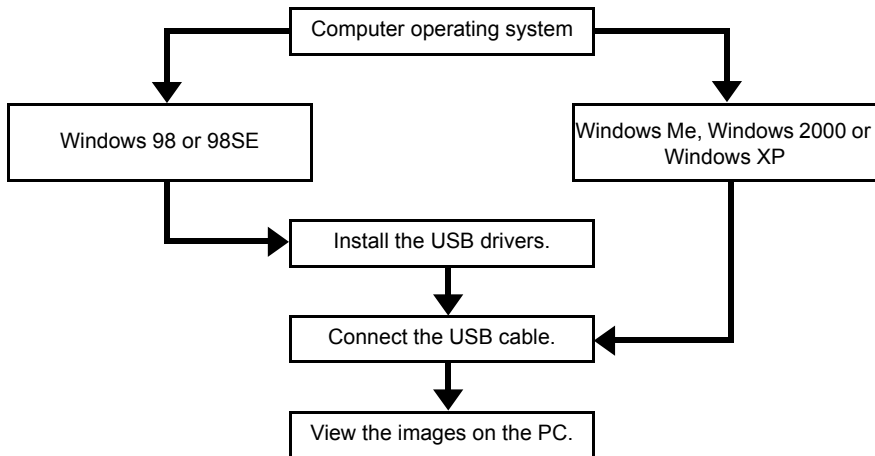 Computer operating system
Windows 98 or 98SE
Windows Me, Windows 2000 or
Windows XP
Install the USB drivers.
Connect the USB cable.
View the images on the PC.